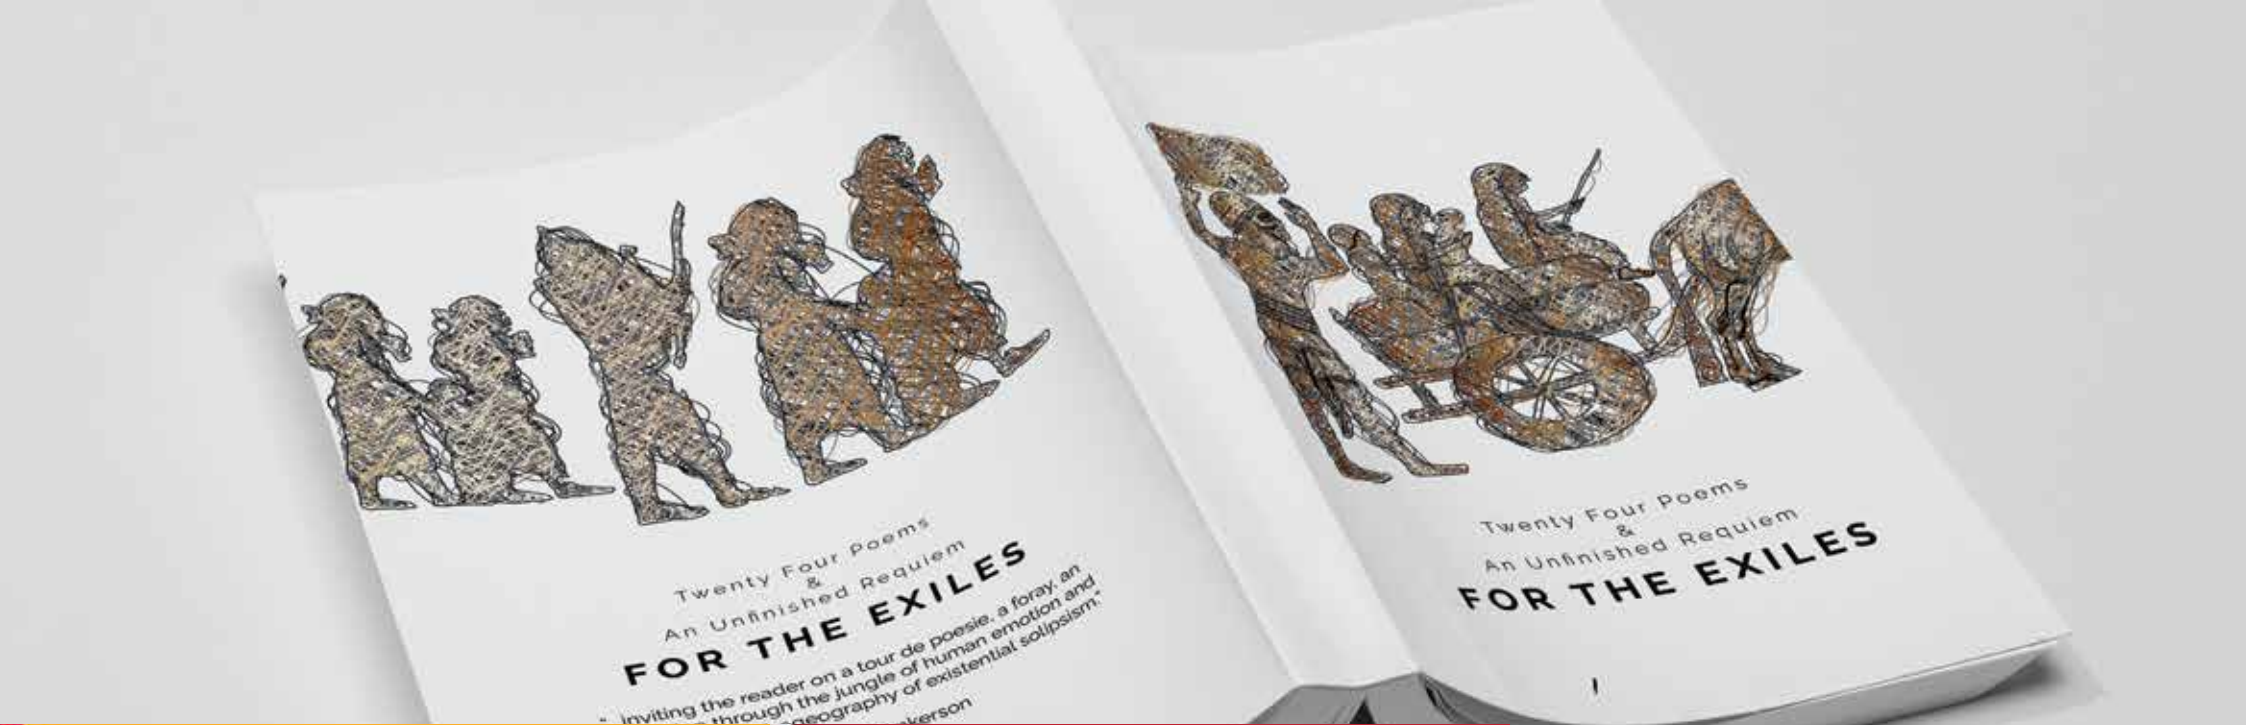 Twenty Four Poems
&
An Unfinished Requiem
FOR THE EXILES
"... inviting the reader on a tour de poesie, a foray, an
through the jungle of human emotion and
geography of existential solipsism."
Twenty Four Poems
&
An Unfinished Requiem
FOR THE EXILES